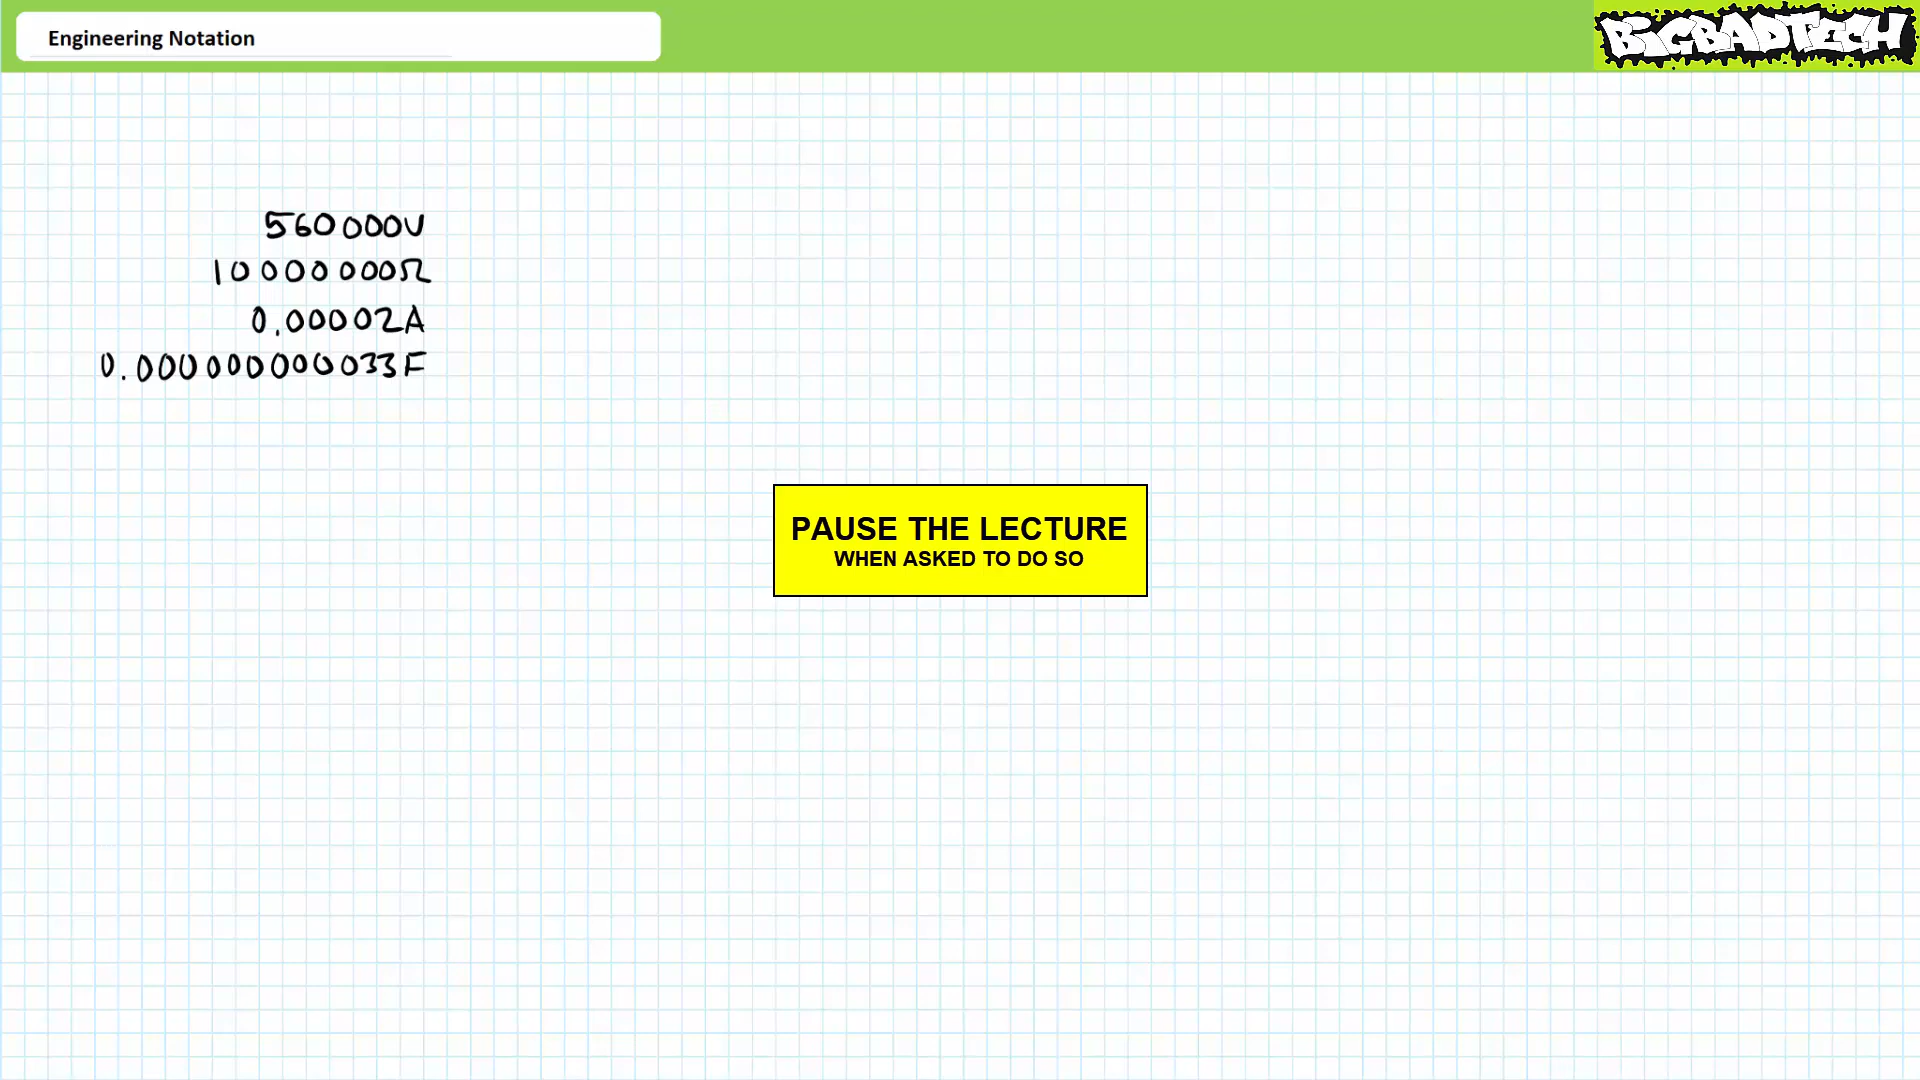 Engineering Notation
BIGBADTECH
560000V
10000000Ω
0.00002A
0.000000000033F
PAUSE THE LECTURE
WHEN ASKED TO DO SO